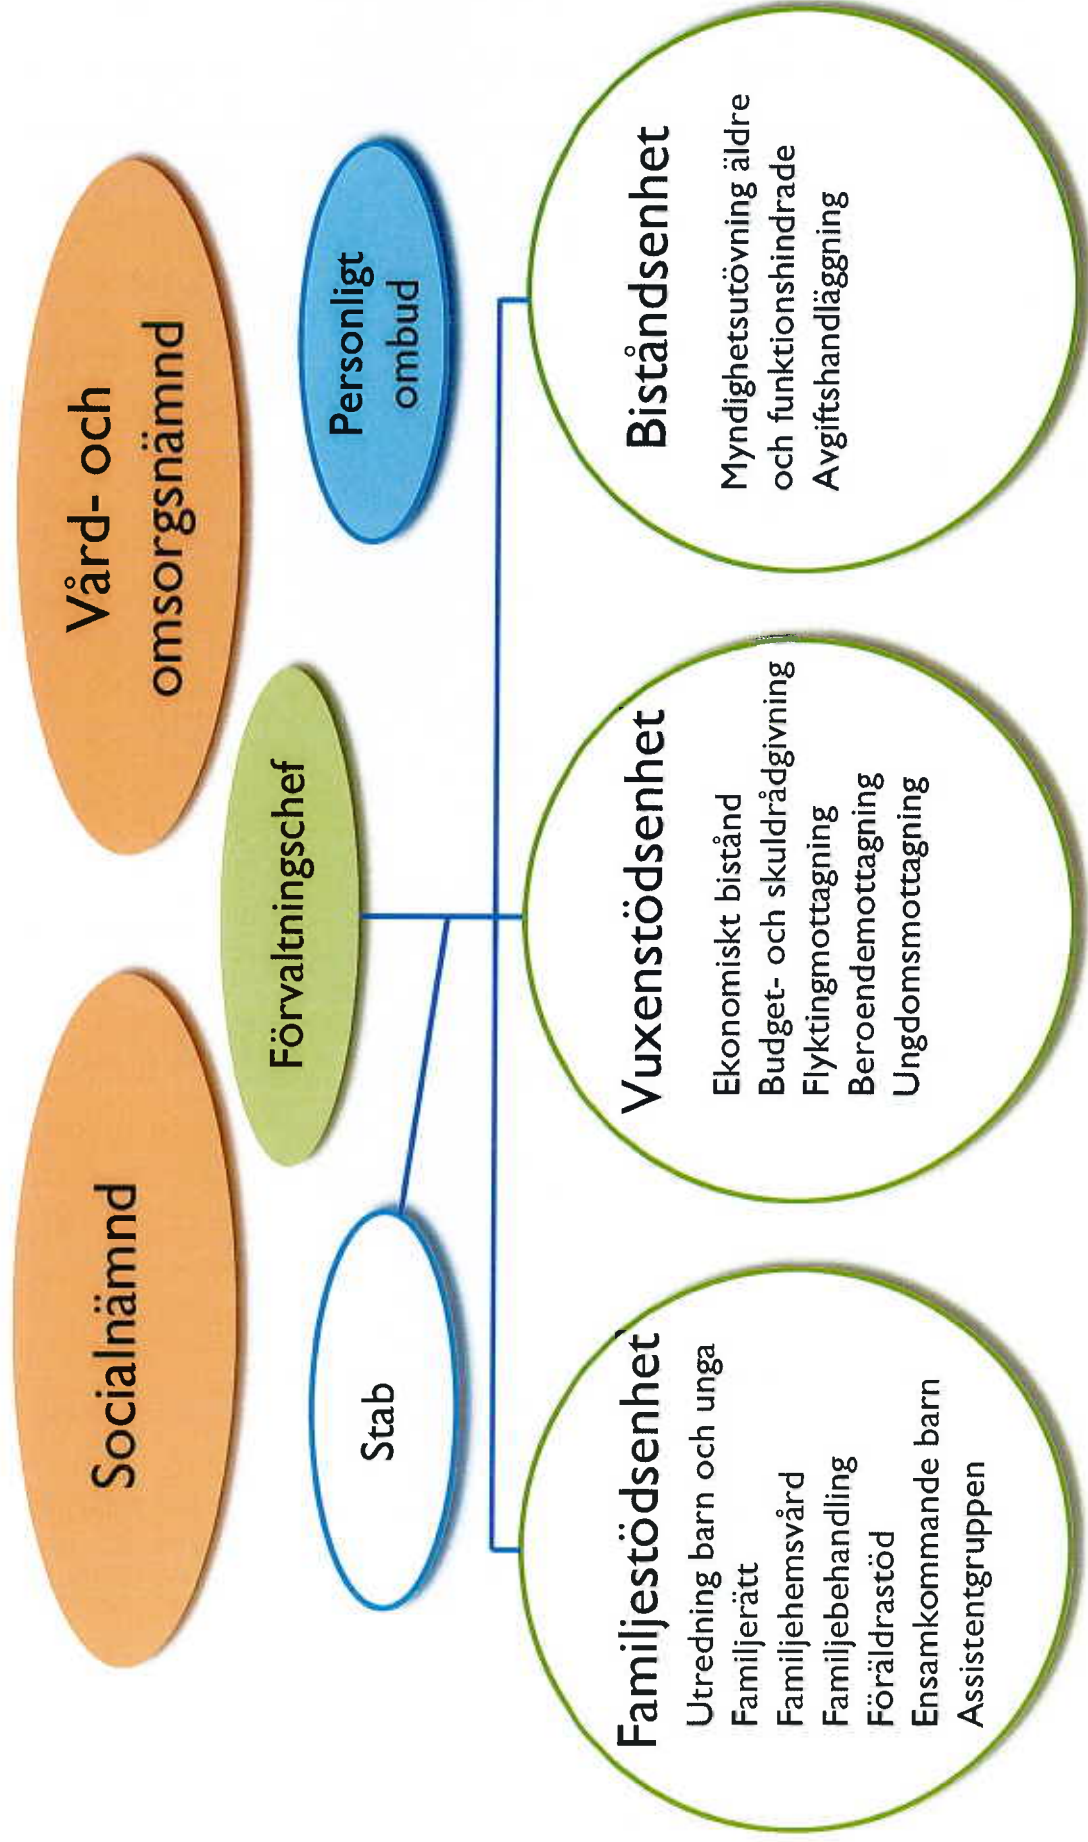 Socialnämnd
Vård- och
omsorgsnämnd
Förvaltningschef
Stab
Personligt
ombud
Familjestödsenhet
Utredning barn och unga
Familjerätt
Familjehemsvård
Familjebehandling
Föräldrastöd
Ensamkommande barn
Assistentgruppen
Vuxenstödsenhet
Ekonomiskt bistånd
Budget- och skuldrådgivning
Flyktingmottagning
Beroendemottagning
Ungdomsmottagning
Biståndsenhet
Myndighetsutövning äldre
och funktionshindrade
Avgiftshandläggning